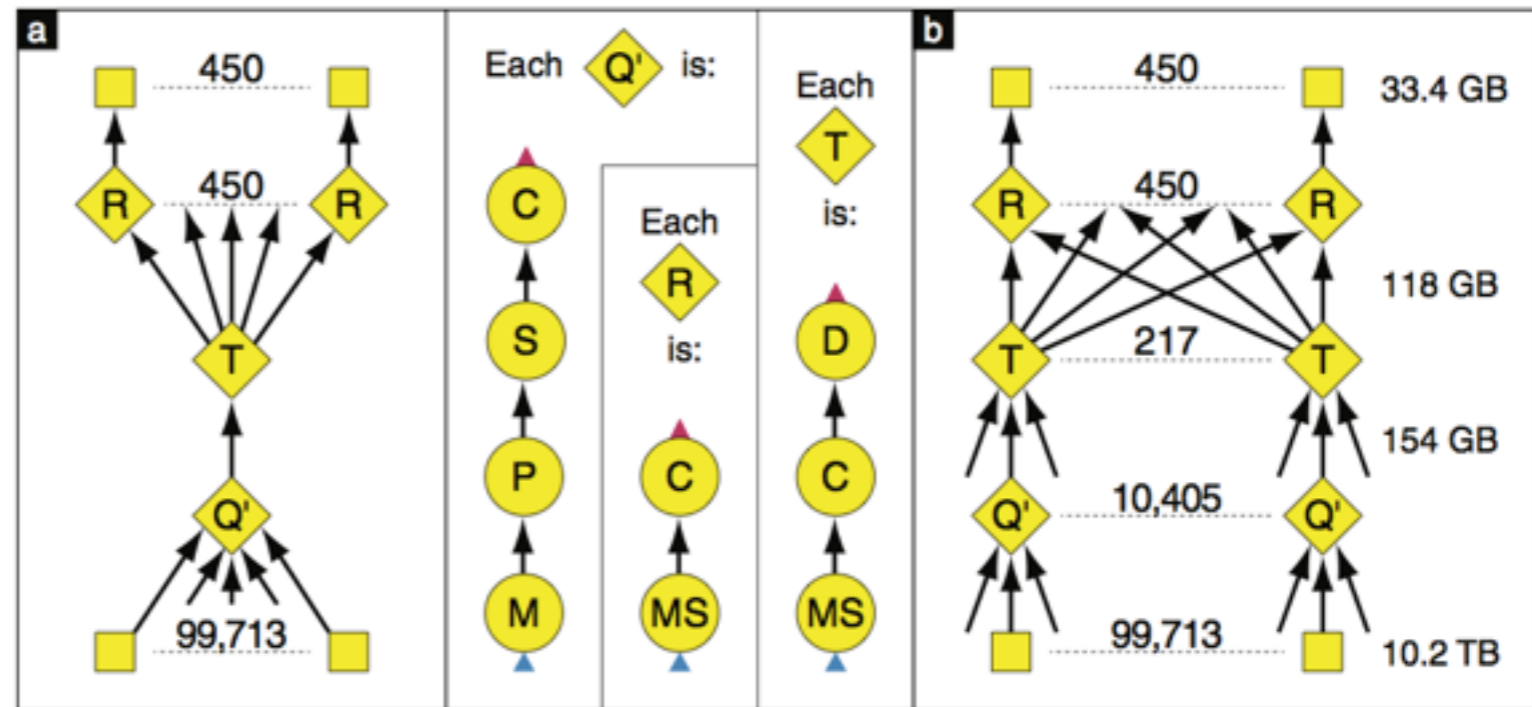 a
450
450
R
R
T
Q'
99,713
Each Q' is:
C
S
P
M
Each
R
is:
C
MS
Each
T
is:
D
C
MS
b
450
33.4 GB
R
450
R
118 GB
T
217
T
154 GB
Q'
10,405
Q'
99,713
10.2 TB